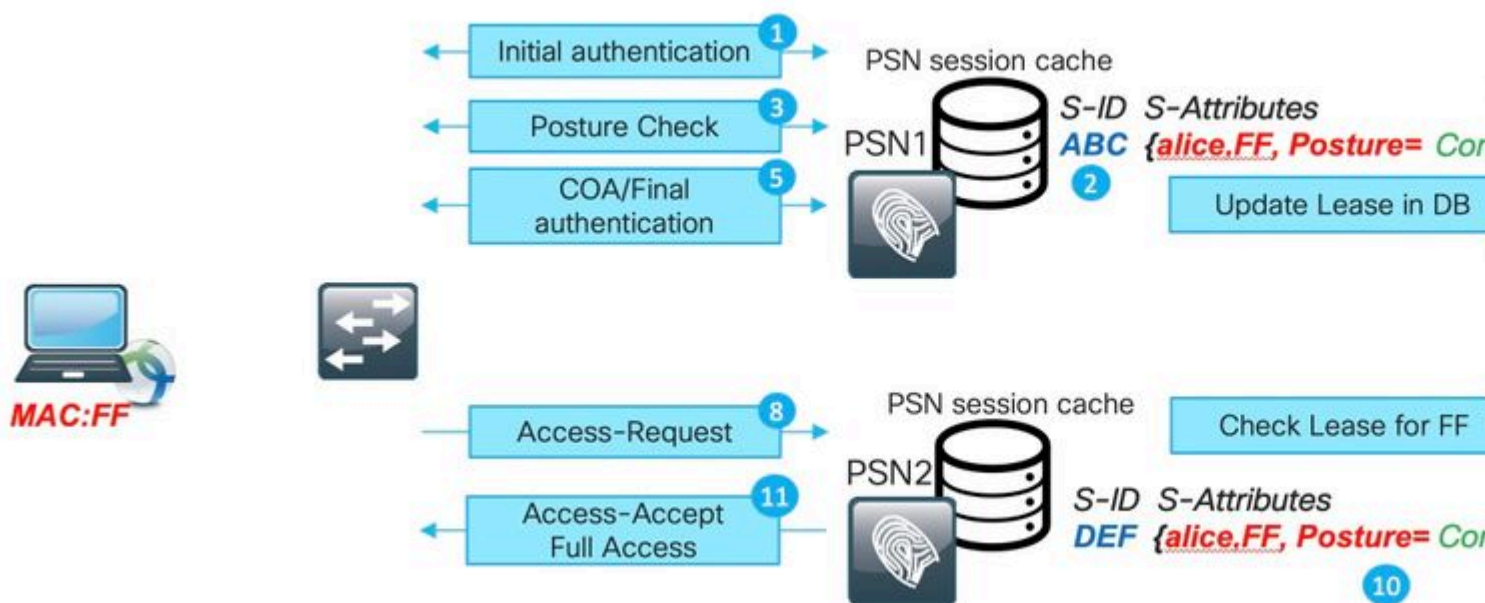 1
Initial authentication
3
Posture Check
5
COA/Final
authentication
PSN session cache
PSN1
S-ID S-Attributes
ABC {alice,FF, Posture=
2
Update Lease in DB
MAC:FF
8
Access-Request
11
Access-Accept
Full Access
PSN session cache
PSN2
Check Lease for FF
S-ID S-Attributes
DEF {alice,FF, Posture=
10